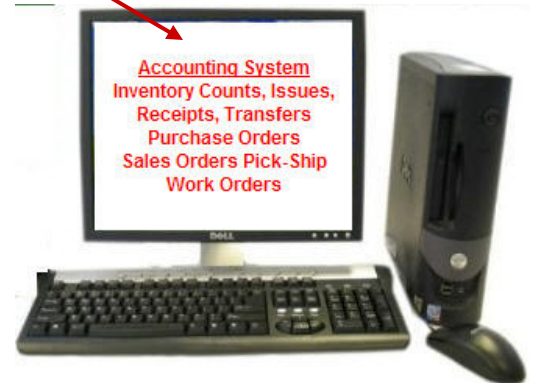 Accounting System
Inventory Counts, Issues,
Receipts, Transfers
Purchase Orders
Sales Orders Pick-Ship
Work Orders
DELL